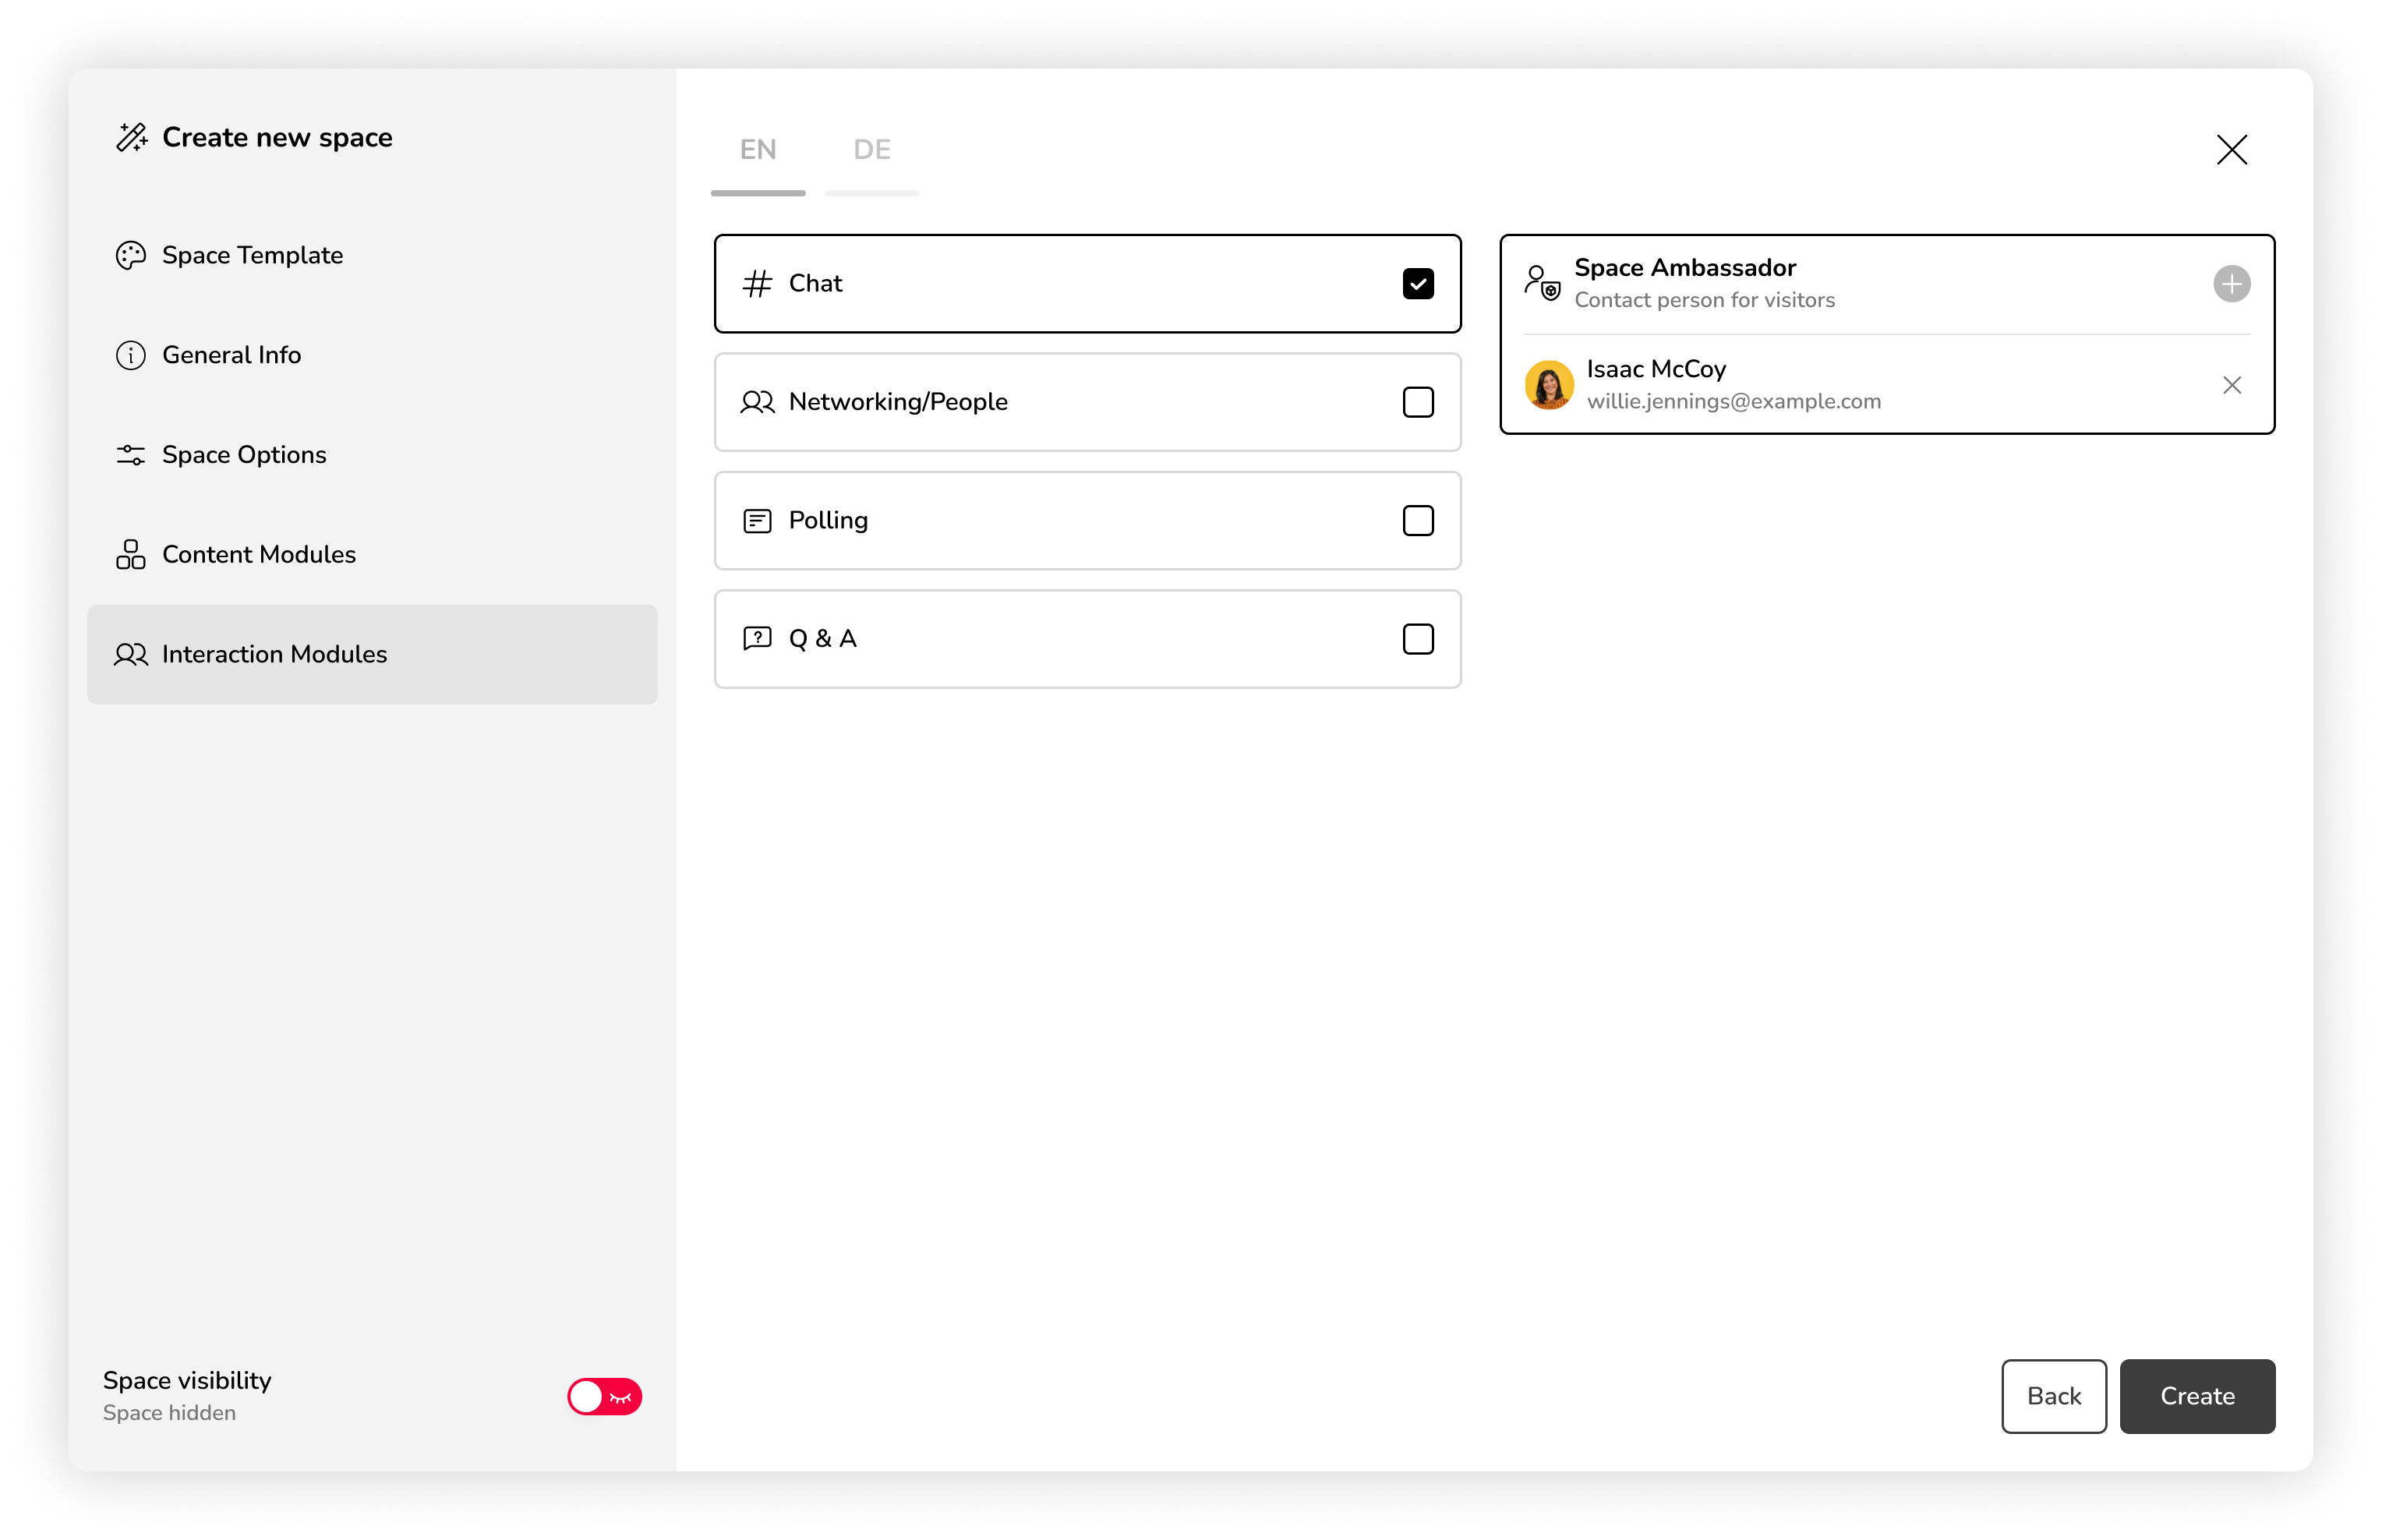 Create new space
Space Template
General Info
Space Options
Content Modules
Interaction Modules
Space visibility
Space hidden
EN
DE
Chat
Networking/People
Polling
Q & A
Space Ambassador
Contact person for visitors
Isaac McCoy
willie.jennings@example.com
Back
Create